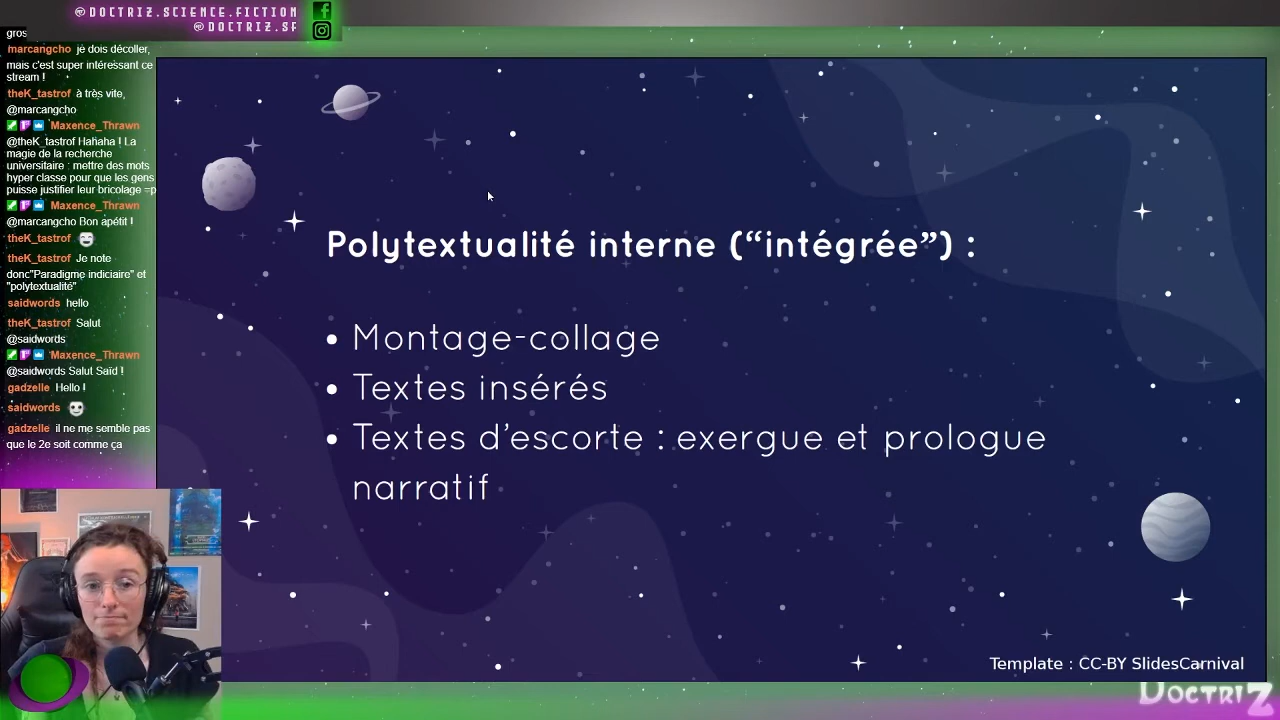 @DOCTRIZ.SCIENCE.FICTION
@DOCTRIZ.SF
gros
marcangcho je dois décoller,
mais c'est super intéressant ce
stream !
theK_tastrof à très vite,
@marcangcho
Maxence_Thrawn
@theK_tastrof Hahaha ! La
magie de la recherche
universitaire : mettre des mots
hyper classe pour que les gens
puisse justifier leur bricolage =p
Maxence_Thrawn
@marcangcho Bon apétit !
theK_tastrof
theK_tastrof Je note
donc"Paradigme indiciaire" et
"polytextualité"
saidwords hello
theK_tastrof Salut
@saidwords
Maxence_Thrawn
@saidwords Salut Saïd !
gadzelle Hello !
saidwords
gadzelle il ne me semble pas
que le 2e soit comme ça
Polytextualité interne (“intégrée”) :
• Montage-collage
• Textes insérés
• Textes d’escorte : exergue et prologue
narratif
Template : CC-BY SlidesCarnival
DOCTRIZ